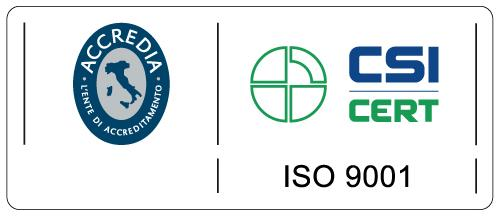 ACCREDIA
L'ENTE DI ACCREDITAMENTO
CSI
CERT
ISO 9001